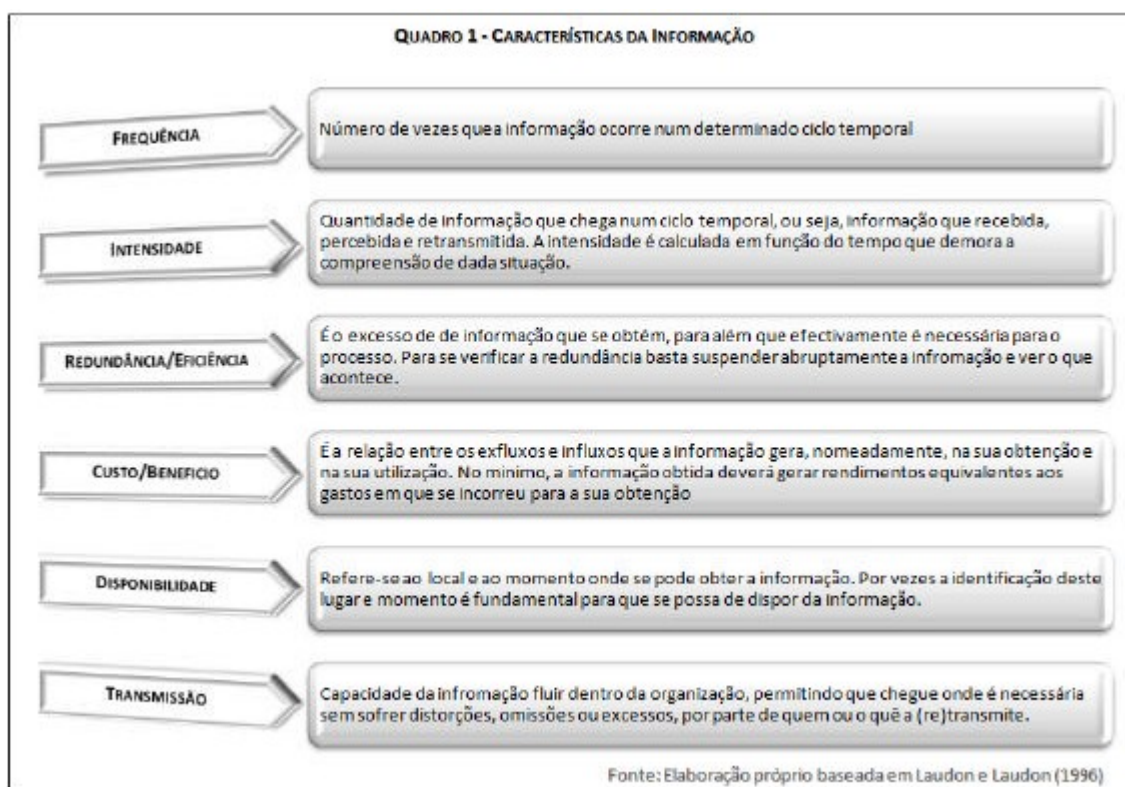 QUADRO 1 - CARACTERÍSTICAS DA INFORMAÇÃO
FREQUÊNCIA
Número de vezes quea informação ocorre num determinado ciclo temporal
INTENSIDADE
Quantidade de informação que chega num ciclo temporal, ou seja, informação que recebida,
percebida e retransmitida. A intensidade é calculada em função do tempo que demora a
compreensão de dada situação.
REDUNDÂNCIA/EFICIÊNCIA
É o excesso de de informação que se obtêm, para além que efectivamente é necessária para o
processo. Para se verificar a redundância basta suspender abruptamente a infromação e ver o que
acontece.
CUSTO/BENEFICIO
É a relação entre os exfluxos e influxos que a informação gera, nomeadamente, na sua obtenção e
na sua utilização. No minimo, a informação obtida deverá gerar rendimentos equivalentes aos
gastos em que se incorreu para a sua obtenção
DISPONIBILIDADE
Refere-se ao local e ao momento onde se pode obter a informação. Por vezes a identificação deste
lugar e momento é fundamental para que se possa de dispor da informação.
TRANSMISSÃO
Capacidade da infromação fluir dentro da organização, permitindo que chegue onde é necessária
sem sofrer distorções, omissões ou excessos, por parte de quem ou o quê a (re)transmite.
Fonte: Elaboração próprio baseada em Laudon e Laudon (1996)